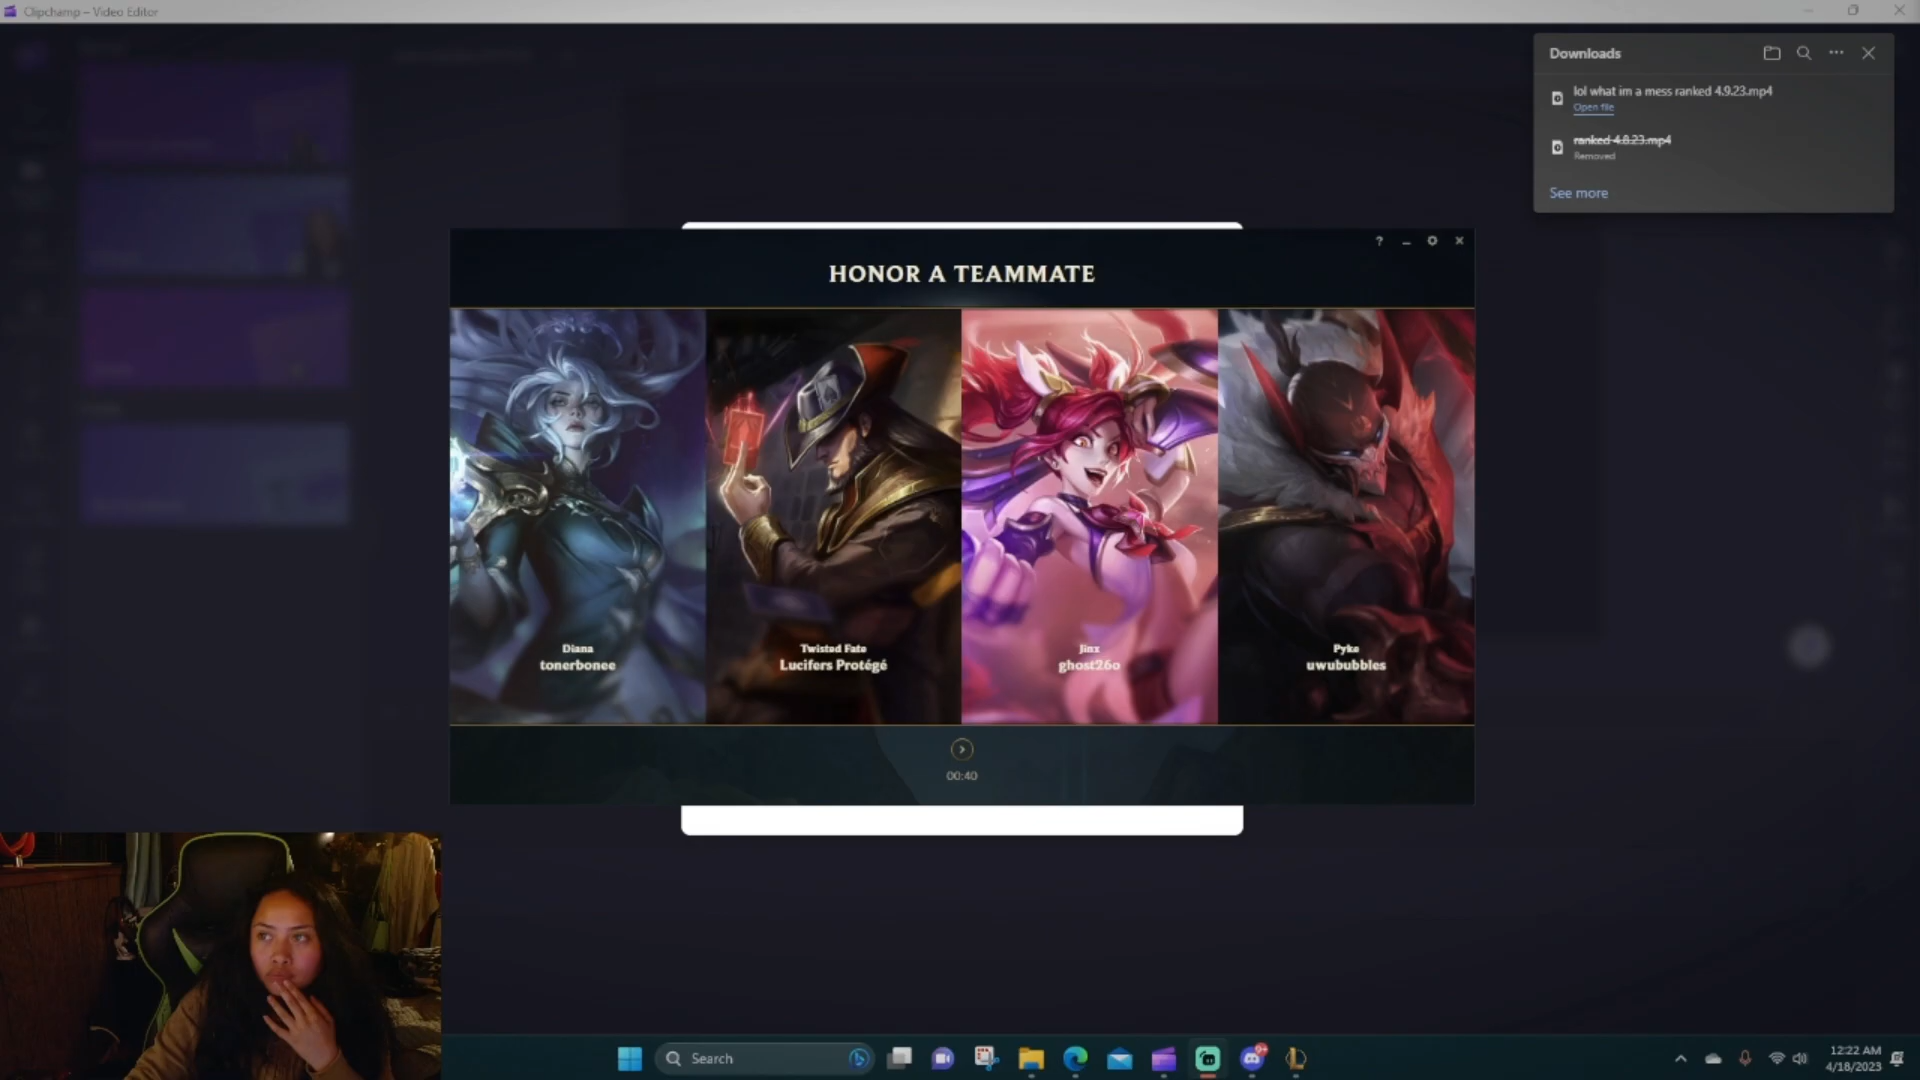 Clipchamp – Video Editor
Downloads
lol what im a mess ranked 4.9.23.mp4
Open file
ranked 4.8.23.mp4
Removed
See more
?
HONOR A TEAMMATE
Diana
tonerbonee
Twisted Fate
Lucifers Protégé
Jinx
ghost26o
Pyke
uwububbles
00:40
Search
9+
12:22 AM
4/18/2023